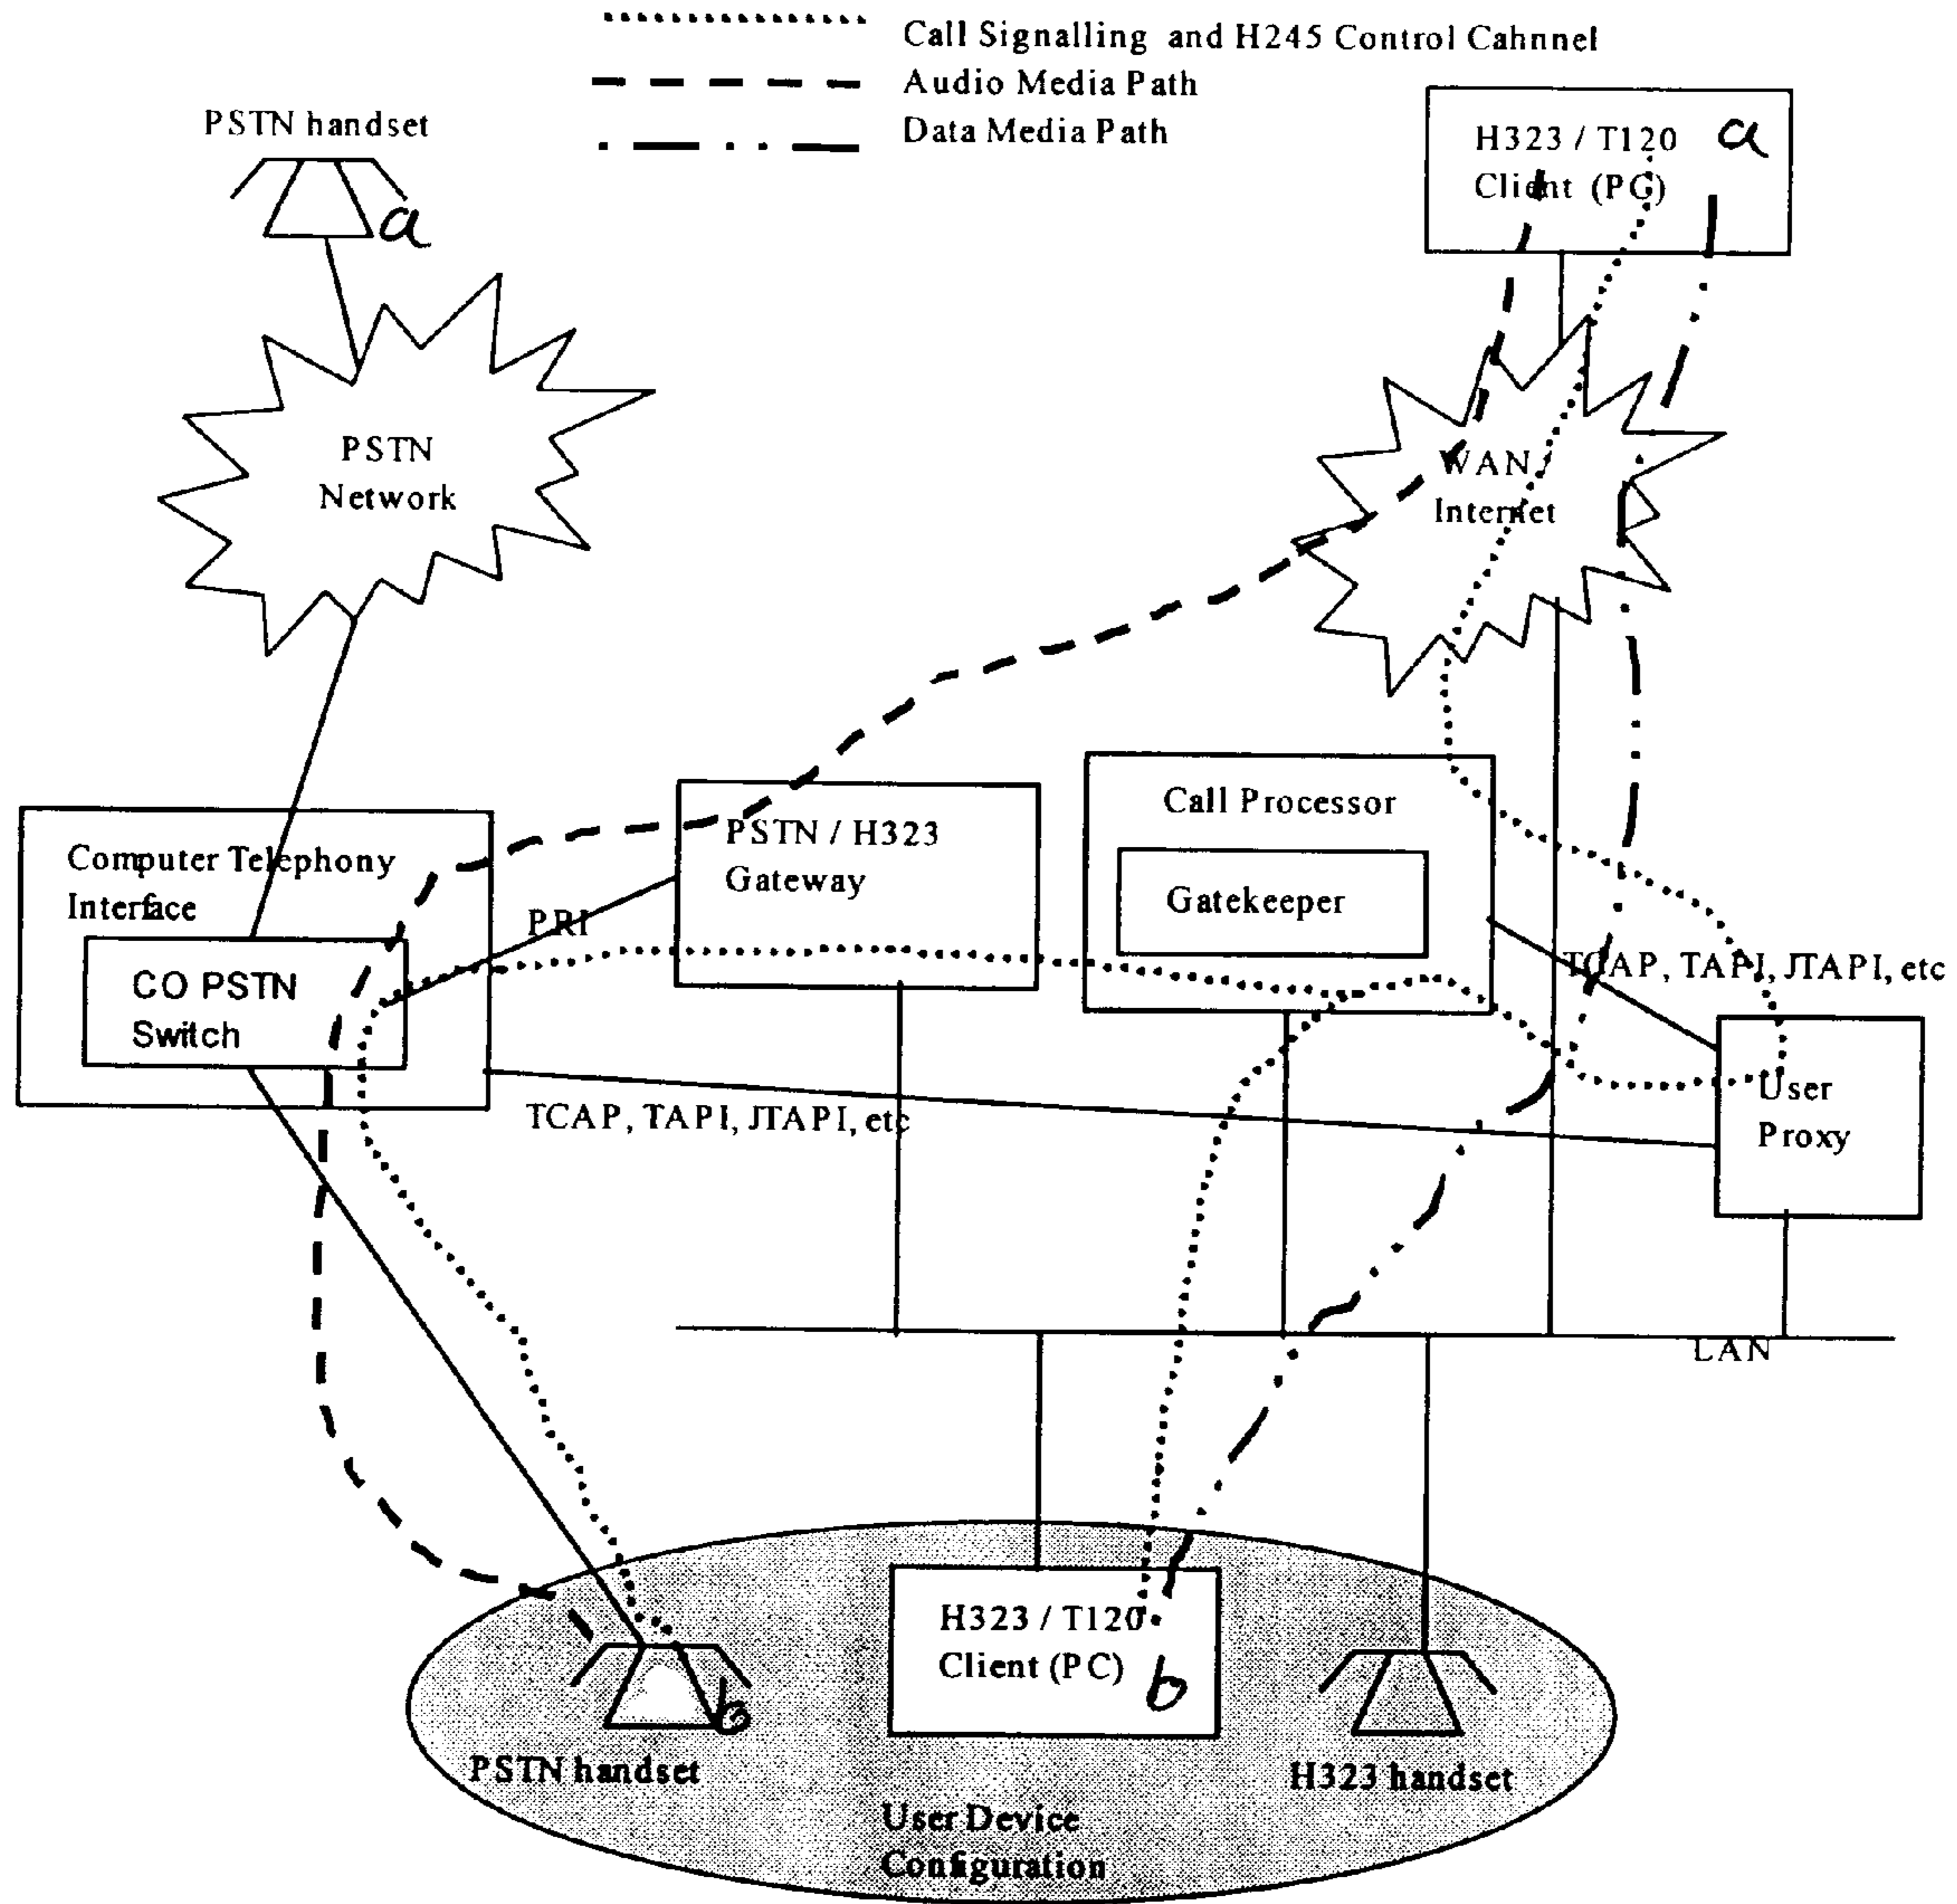 Call Signalling and H245 Control Cahnnel
Audio Media Path
Data Media Path
PSTN handset
a
H323 / T120
Client (PC)
a
PSTN
Network
WAN /
Internet
Computer Telephony
Interface
CO PSTN
Switch
PRI
PSTN / H323
Gateway
Call Processor
Gatekeeper
TCAP, TAPI, JTAPI, etc
TCAP, TAPI, JTAPI, etc
User
Proxy
LAN
H323 / T120
Client (PC)
b
b
PSTN handset
H323 handset
User Device
Configuration